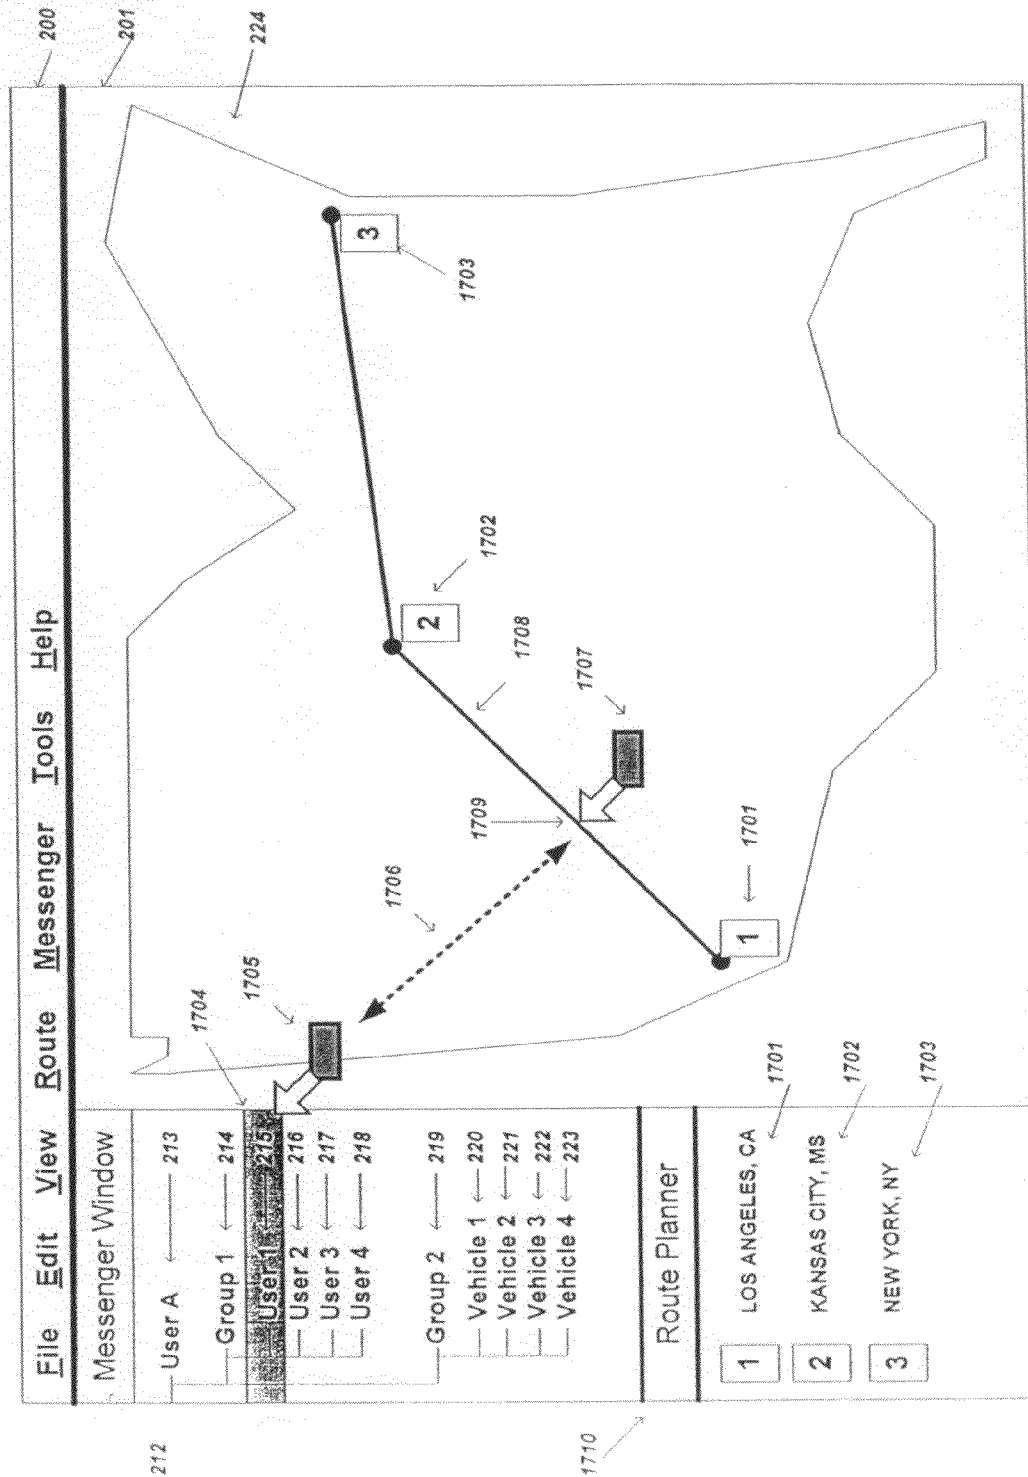 200
201
224
File Edit View Route Messenger Tools Help
Messenger Window
212
User A 213
Group 1 214
User 1 215
User 2 216
User 3 217
User 4 218
Group 2 219
Vehicle 1 220
Vehicle 2 221
Vehicle 3 222
Vehicle 4 223
1704
1705
1706
1709
1708
1707
1702
2
3
1703
1
1701
1710
Route Planner
1 LOS ANGELES, CA 1701
2 KANSAS CITY, MS 1702
3 NEW YORK, NY 1703